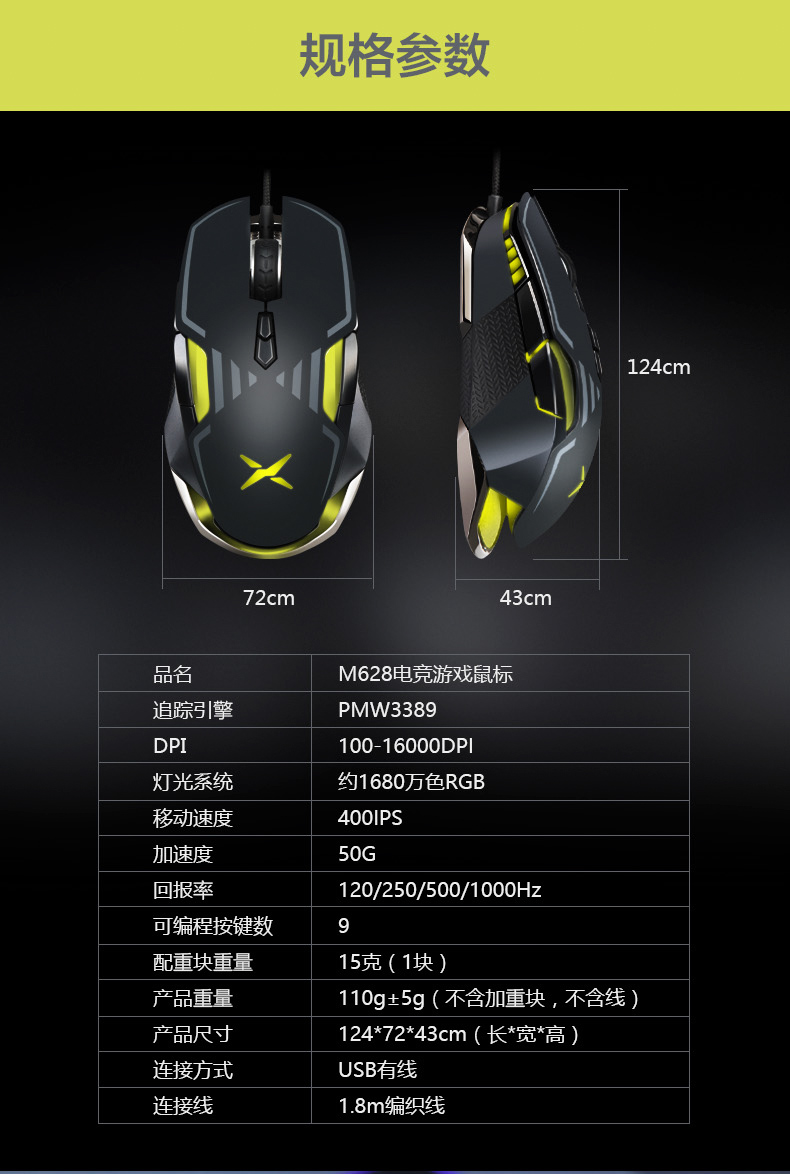 规格参数
124cm
72cm
43cm
品名 M628电竞游戏鼠标
追踪引擎 PMW3389
DPI 100-16000DPI
灯光系统 约1680万色RGB
移动速度 400IPS
加速度 50G
回报率 120/250/500/1000Hz
可编程按键数 9
配重块重量 15克（1块）
产品重量 110g±5g（不含加重块，不含线）
产品尺寸 124*72*43cm（长*宽*高）
连接方式 USB有线
连接线 1.8m编织线